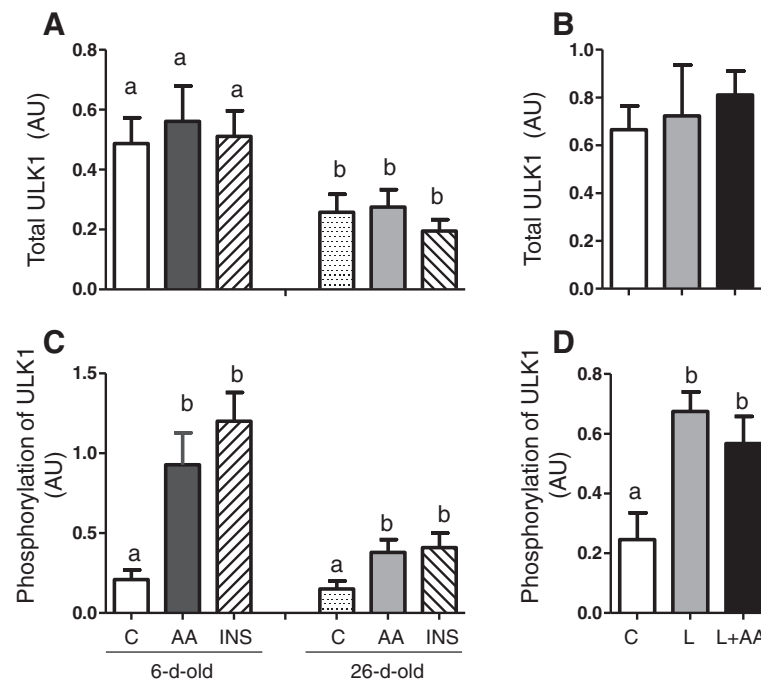 A
Total ULK1 (AU)
0.8
0.6
0.4
0.2
0.0
a
a
a
b
b
b
B
Total ULK1 (AU)
1.0
0.8
0.6
0.4
0.2
0.0
C
Phosphorylation of ULK1
(AU)
1.5
1.0
0.5
0.0
a
b
b
a
b
b
C AA INS C AA INS
6-d-old 26-d-old
D
Phosphorylation of ULK1
(AU)
0.8
0.6
0.4
0.2
0.0
a
b
b
C L L+AA